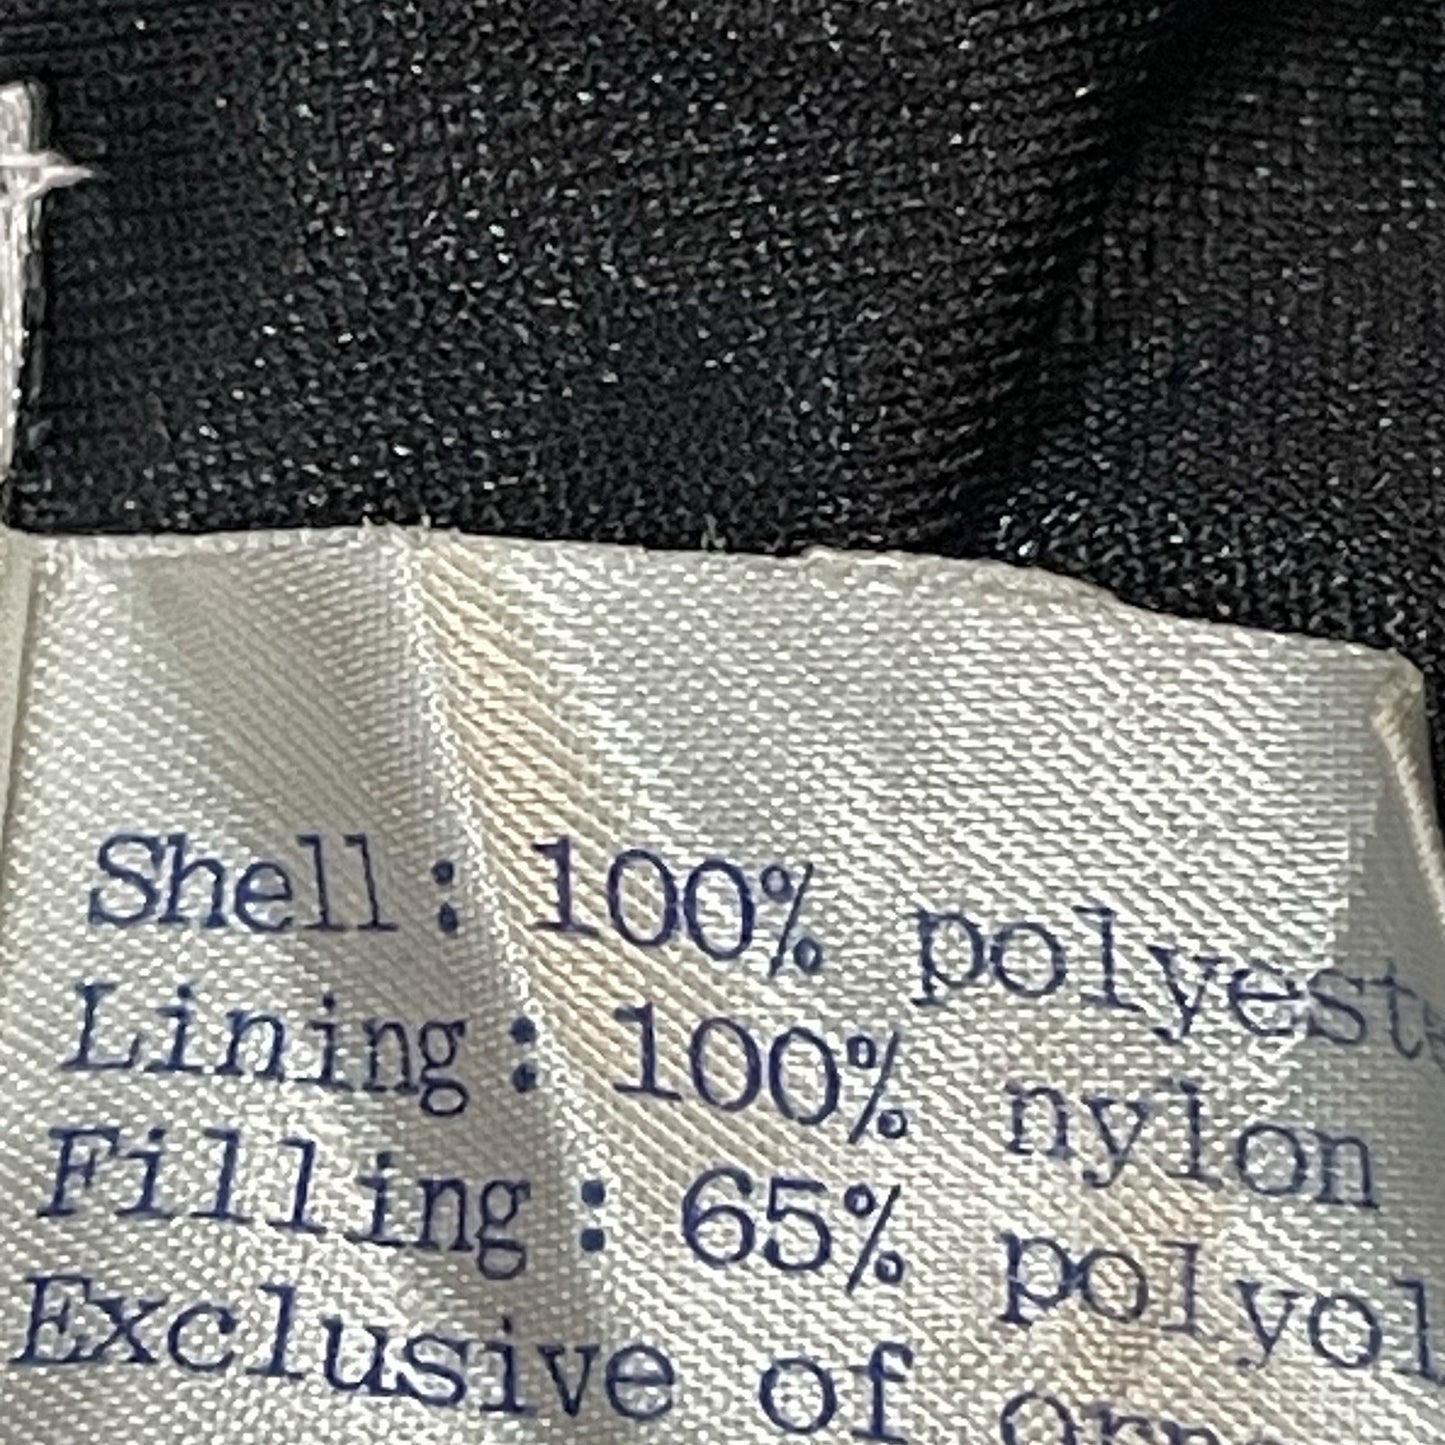 Shell: 100% polyest
Lining: 100% nylon
Filling: 65% polyol
Exclusive of